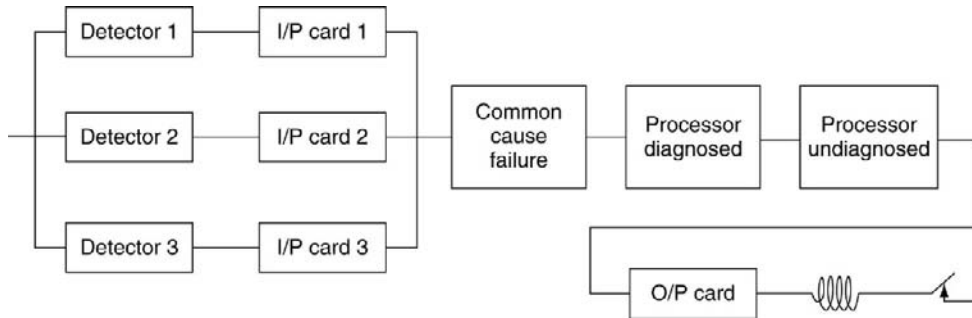 Detector 1
I/P card 1
Detector 2
I/P card 2
Common
cause
failure
Processor
diagnosed
Processor
undiagnosed
Detector 3
I/P card 3
O/P card